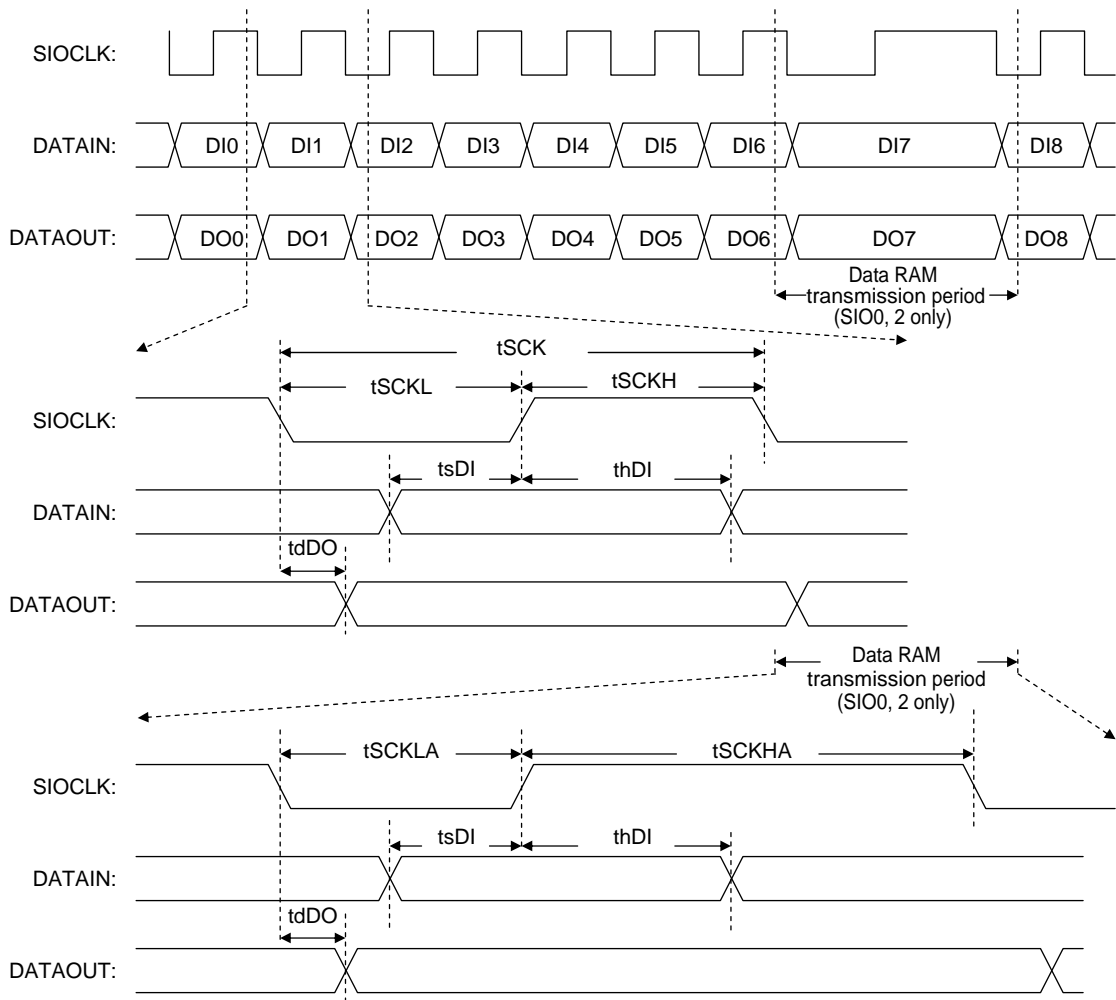 SIOCLK:
DATAIN: DI0 DI1 DI2 DI3 DI4 DI5 DI6 DI7 DI8
DATAOUT: DO0 DO1 DO2 DO3 DO4 DO5 DO6 DO7 DO8
Data RAM
transmission period
(SIO0, 2 only)
tSCK
tSCKL tSCKH
SIOCLK:
tsDI thDI
DATAIN:
tdDO
DATAOUT:
Data RAM
transmission period
(SIO0, 2 only)
tSCKLA tSCKHA
SIOCLK:
tsDI thDI
DATAIN:
tdDO
DATAOUT: